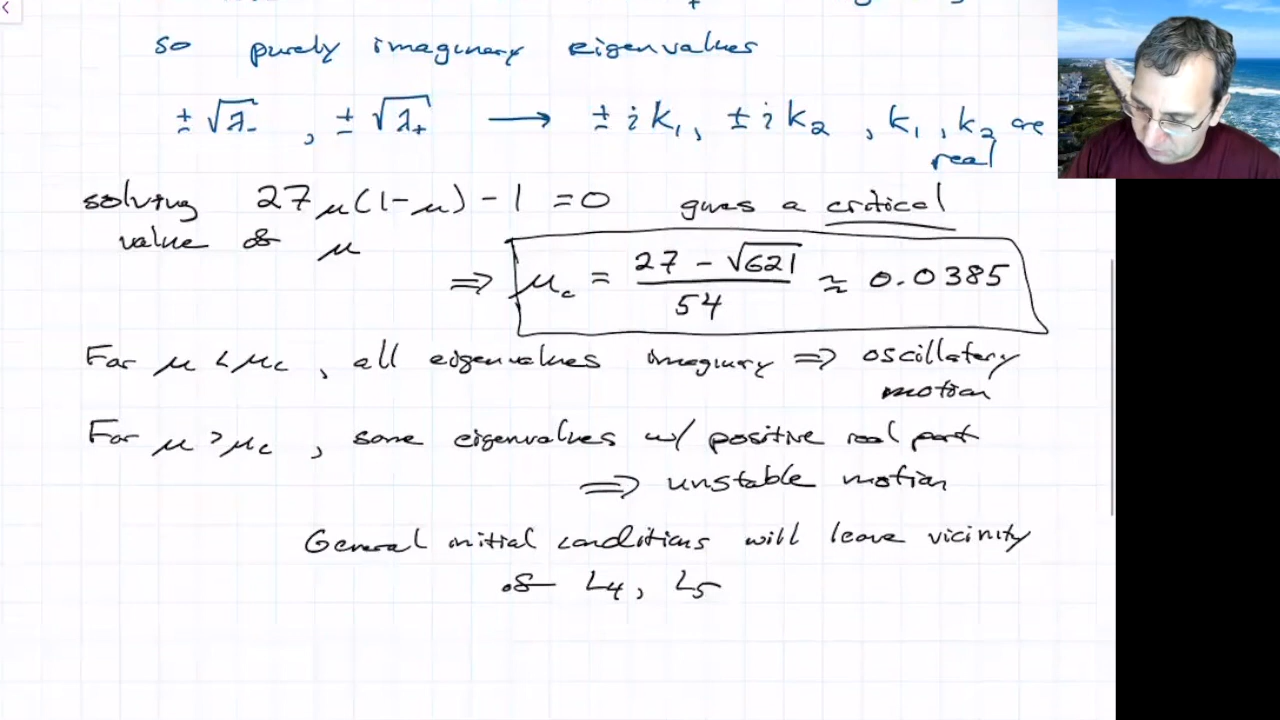 so purely imaginary eigenvalues
± √λ₋ , ± √λ₊ → ± i k₁, ± i k₂ , k₁, k₂ are real
solving 27μ(1-μ) - 1 = 0 gives a critical
value of μ
⇒ μc = (27 - √621)/54 ≈ 0.0385
For μ < μc , all eigenvalues imaginary ⇒ oscillatory
motion
For μ > μc , some eigenvalues w/ positive real part
⇒ unstable motion
General initial conditions will leave vicinity
of L4, L5